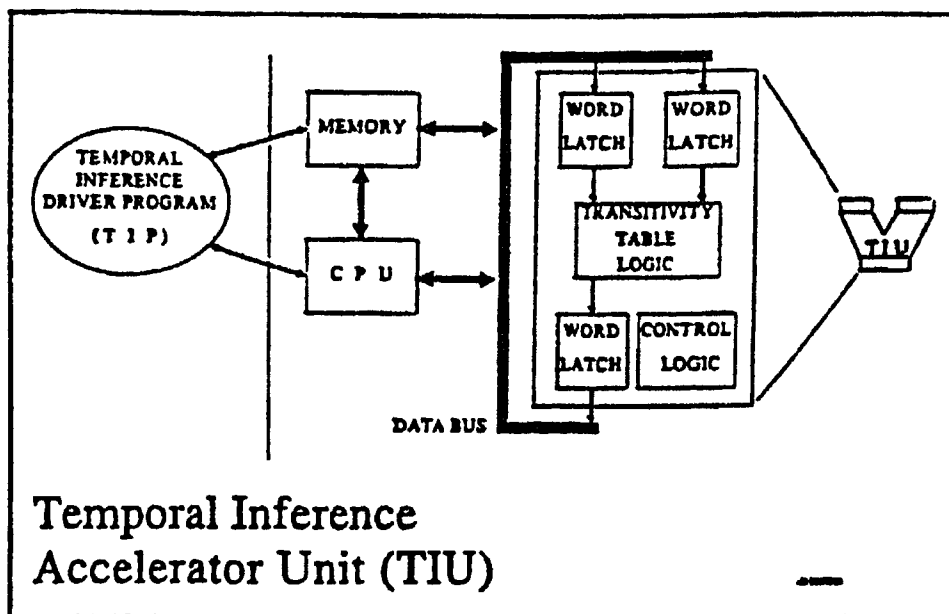 TEMPORAL
INFERENCE
DRIVER PROGRAM
(T I P)
MEMORY
C P U
WORD
LATCH
WORD
LATCH
TRANSITIVITY
TABLE
LOGIC
WORD
LATCH
CONTROL
LOGIC
DATA BUS
TIU
Temporal Inference
Accelerator Unit (TIU)